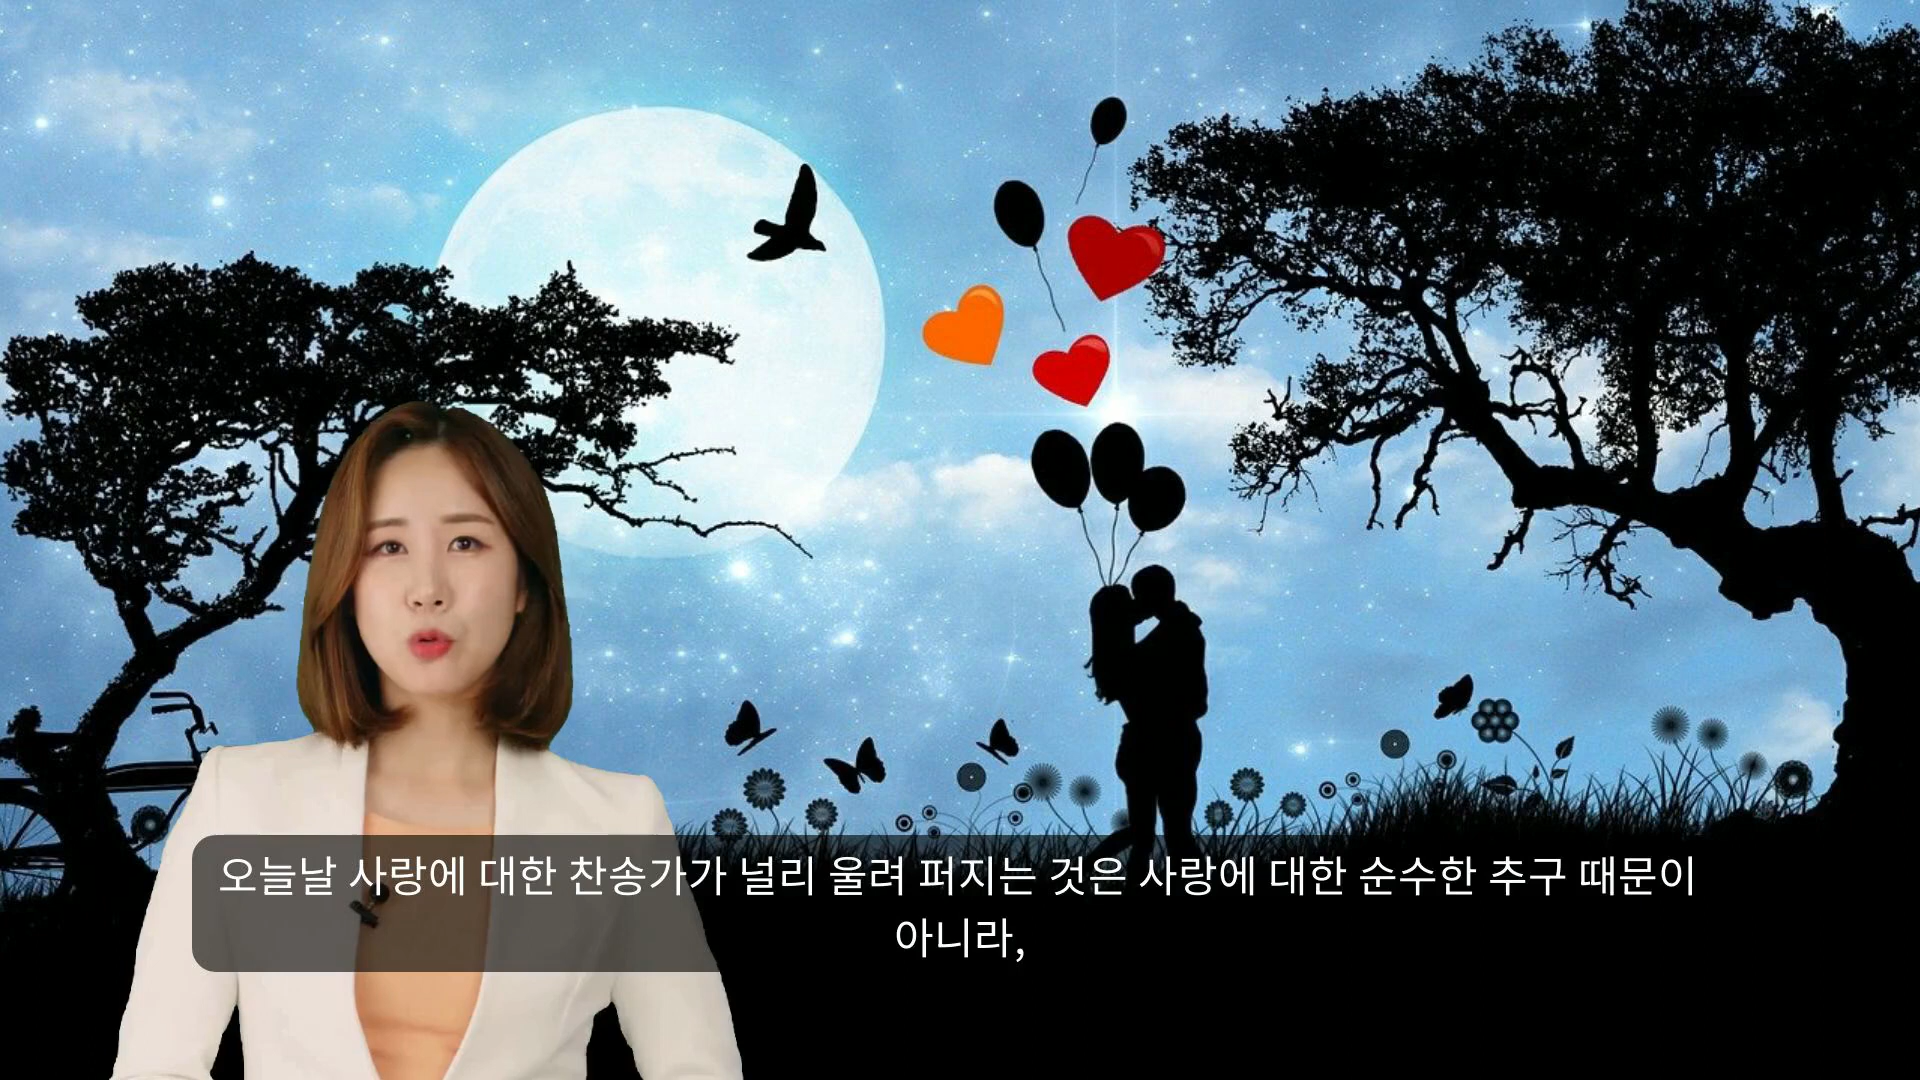 오늘날 사랑에 대한 찬송가가 널리 울려 퍼지는 것은 사랑에 대한 순수한 추구 때문이
아니라,